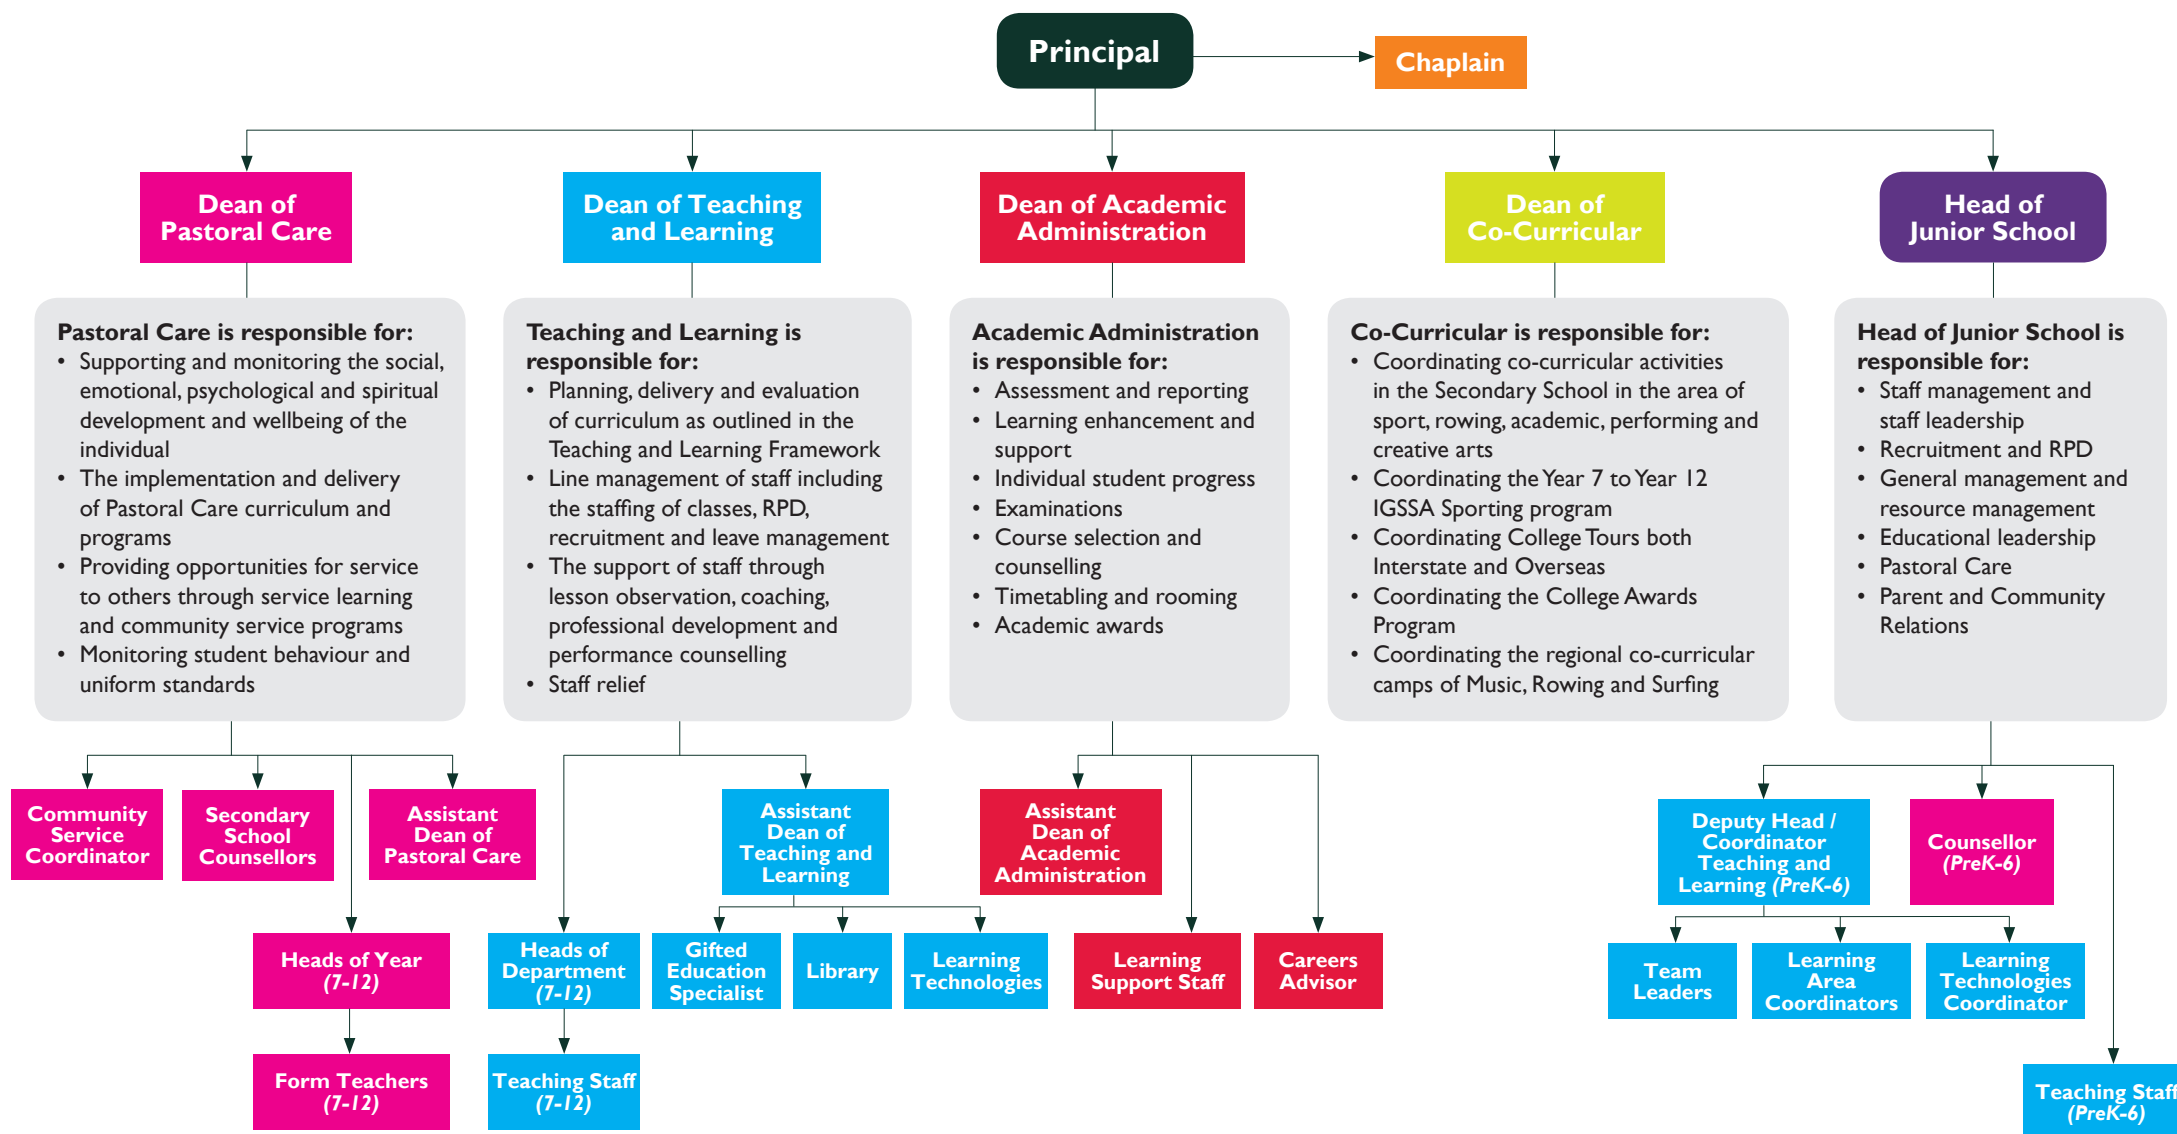 Principal
Chaplain
Dean of
Pastoral Care
Dean of Teaching
and Learning
Dean of Academic
Administration
Dean of
Co-Curricular
Head of
Junior School
Pastoral Care is responsible for:
• Supporting and monitoring the social,
emotional, psychological and spiritual
development and wellbeing of the
individual
• The implementation and delivery
of Pastoral Care curriculum and
programs
• Providing opportunities for service
to others through service learning
and community service programs
• Monitoring student behaviour and
uniform standards
Teaching and Learning is
responsible for:
• Planning, delivery and evaluation
of curriculum as outlined in the
Teaching and Learning Framework
• Line management of staff including
the staffing of classes, RPD,
recruitment and leave management
• The support of staff through
lesson observation, coaching,
professional development and
performance counselling
• Staff relief
Academic Administration
is responsible for:
• Assessment and reporting
• Learning enhancement and
support
• Individual student progress
• Examinations
• Course selection and
counselling
• Timetabling and rooming
• Academic awards
Co-Curricular is responsible for:
• Coordinating co-curricular activities
in the Secondary School in the area of
sport, rowing, academic, performing and
creative arts
• Coordinating the Year 7 to Year 12
IGSSA Sporting program
• Coordinating College Tours both
Interstate and Overseas
• Coordinating the College Awards
Program
• Coordinating the regional co-curricular
camps of Music, Rowing and Surfing
Head of Junior School is
responsible for:
• Staff management and
staff leadership
• Recruitment and RPD
• General management and
resource management
• Educational leadership
• Pastoral Care
• Parent and Community
Relations
Community
Service
Coordinator
Secondary
School
Counsellors
Assistant
Dean of
Pastoral Care
Assistant
Dean of
Teaching and
Learning
Assistant
Dean of
Academic
Administration
Deputy Head /
Coordinator
Teaching and
Learning (PreK-6)
Counsellor
(PreK-6)
Heads of Year
(7-12)
Heads of
Department
(7-12)
Gifted
Education
Specialist
Library
Learning
Technologies
Learning
Support Staff
Careers
Advisor
Team
Leaders
Learning
Area
Coordinators
Learning
Technologies
Coordinator
Form Teachers
(7-12)
Teaching Staff
(7-12)
Teaching Staff
(PreK-6)